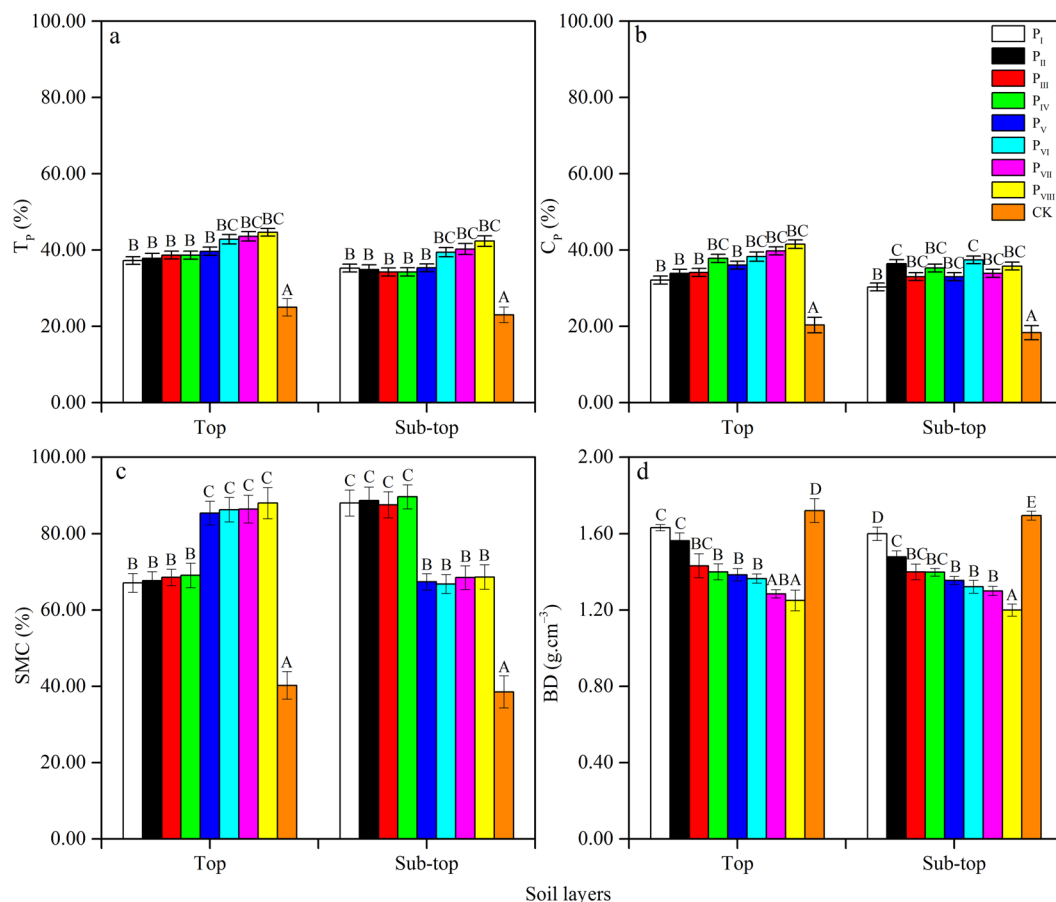 a
100.00
80.00
60.00
40.00
20.00
0.00
T_P (%)
B B B B B BC BC BC A
B B B B B BC BC BC A
Top Sub-top
b
100.00
80.00
60.00
40.00
20.00
0.00
C_P (%)
B B B BC B BC BC BC A
B C BC BC BC C BC BC A
Top Sub-top
P_I
P_II
P_III
P_IV
P_V
P_VI
P_VII
P_VIII
CK
c
100.00
80.00
60.00
40.00
20.00
0.00
SMC (%)
B B B B C C C C A
C C C C B B B B A
Top Sub-top
d
2.00
1.60
1.20
0.80
0.40
0.00
BD (g.cm⁻³)
C C BC B B B AB A D
D C BC BC B B B A E
Top Sub-top
Soil layers